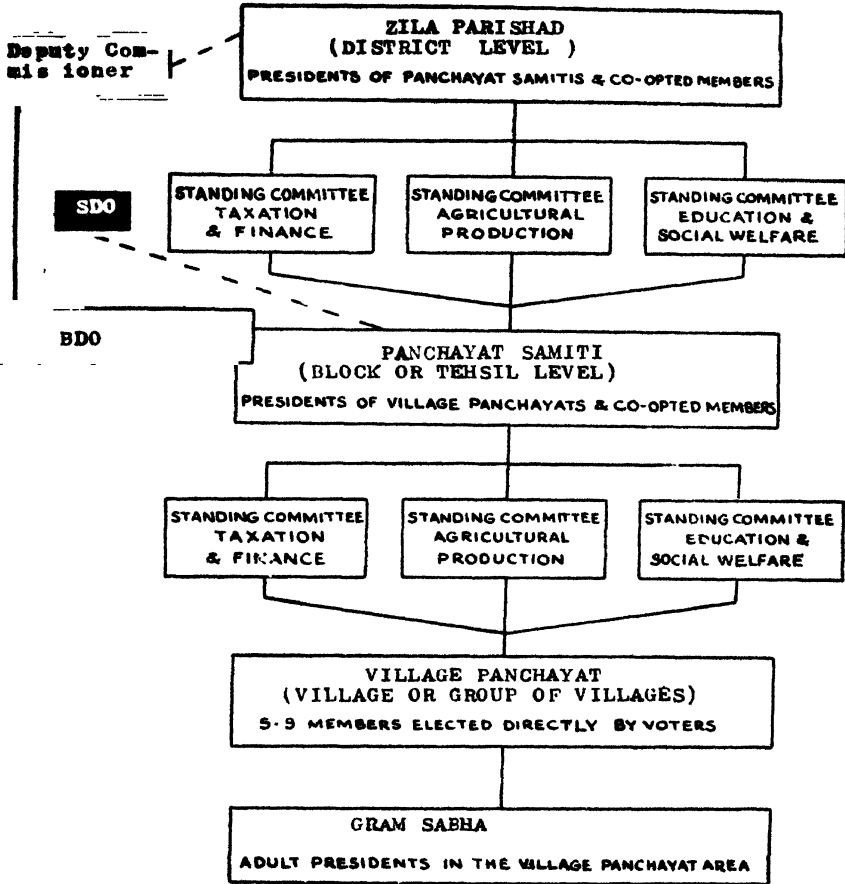 ZILA PARISHAD
(DISTRICT LEVEL )
PRESIDENTS OF PANCHAYAT SAMITIS & CO-OPTED MEMBERS
Deputy Com-
mis ioner
STANDING COMMITTEE
TAXATION
& FINANCE
STANDING COMMITTEE
AGRICULTURAL
PRODUCTION
STANDING COMMITTEE
EDUCATION &
SOCIAL WELFARE
SDO
BDO
PANCHAYAT SAMITI
(BLOCK OR TEHSIL LEVEL)
PRESIDENTS OF VILLAGE PANCHAYATS & CO-OPTED MEMBERS
STANDING COMMITTEE
TAXATION
& FINANCE
STANDING COMMITTEE
AGRICULTURAL
PRODUCTION
STANDING COMMITTEE
EDUCATION &
SOCIAL WELFARE
VILLAGE PANCHAYAT
(VILLAGE OR GROUP OF VILLAGES)
5-9 MEMBERS ELECTED DIRECTLY BY VOTERS
GRAM SABHA
ADULT PRESIDENTS IN THE VILLAGE PANCHAYAT AREA